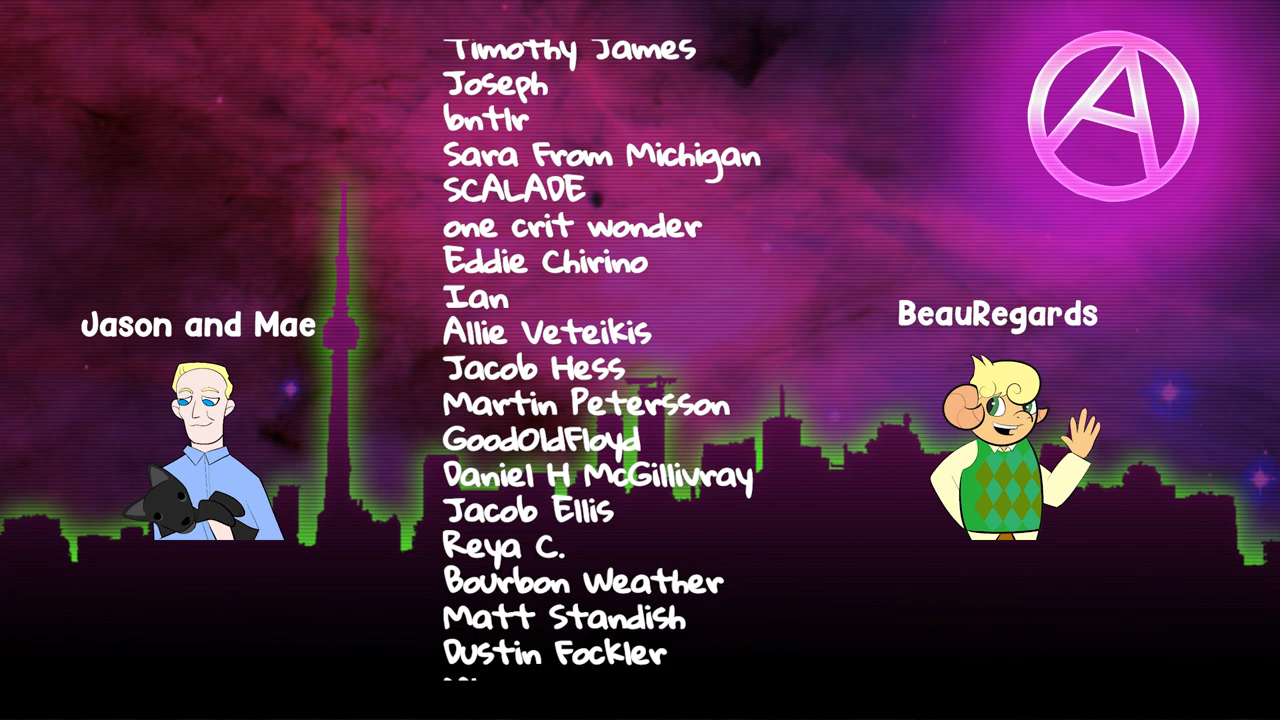 Timothy James
Joseph
bntlr
Sara From Michigan
SCALADE
one crit wonder
Eddie Chirino
Ian
Allie Veteikis
Jacob Hess
Martin Petersson
GoodOldFloyd
Daniel H McGillivray
Jacob Ellis
Reya C.
Bourbon Weather
Matt Standish
Dustin Fockler
Jason and Mae
BeauRegards